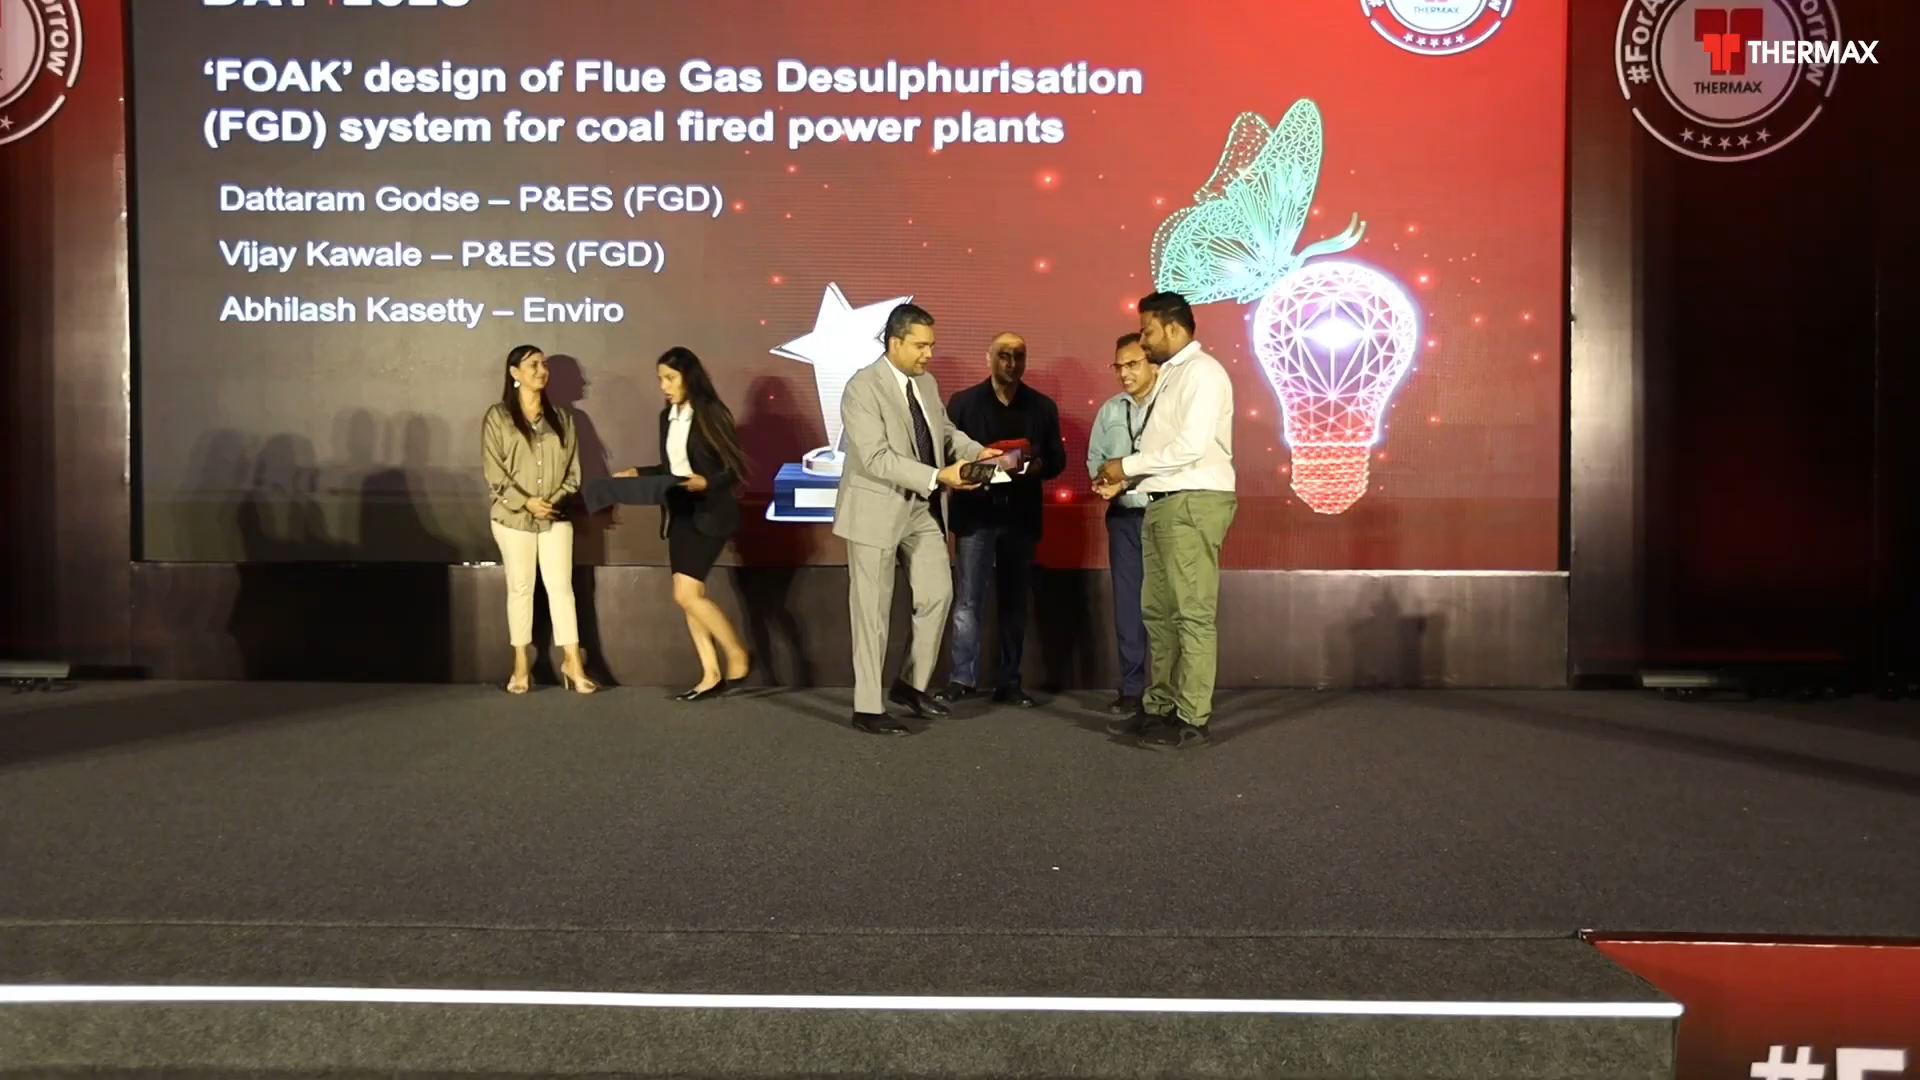 ‘FOAK’ design of Flue Gas Desulphurisation
(FGD) system for coal fired power plants
Dattaram Godse – P&ES (FGD)
Vijay Kawale – P&ES (FGD)
Abhilash Kasetty – Enviro
THERMAX
THERMAX
THERMAX